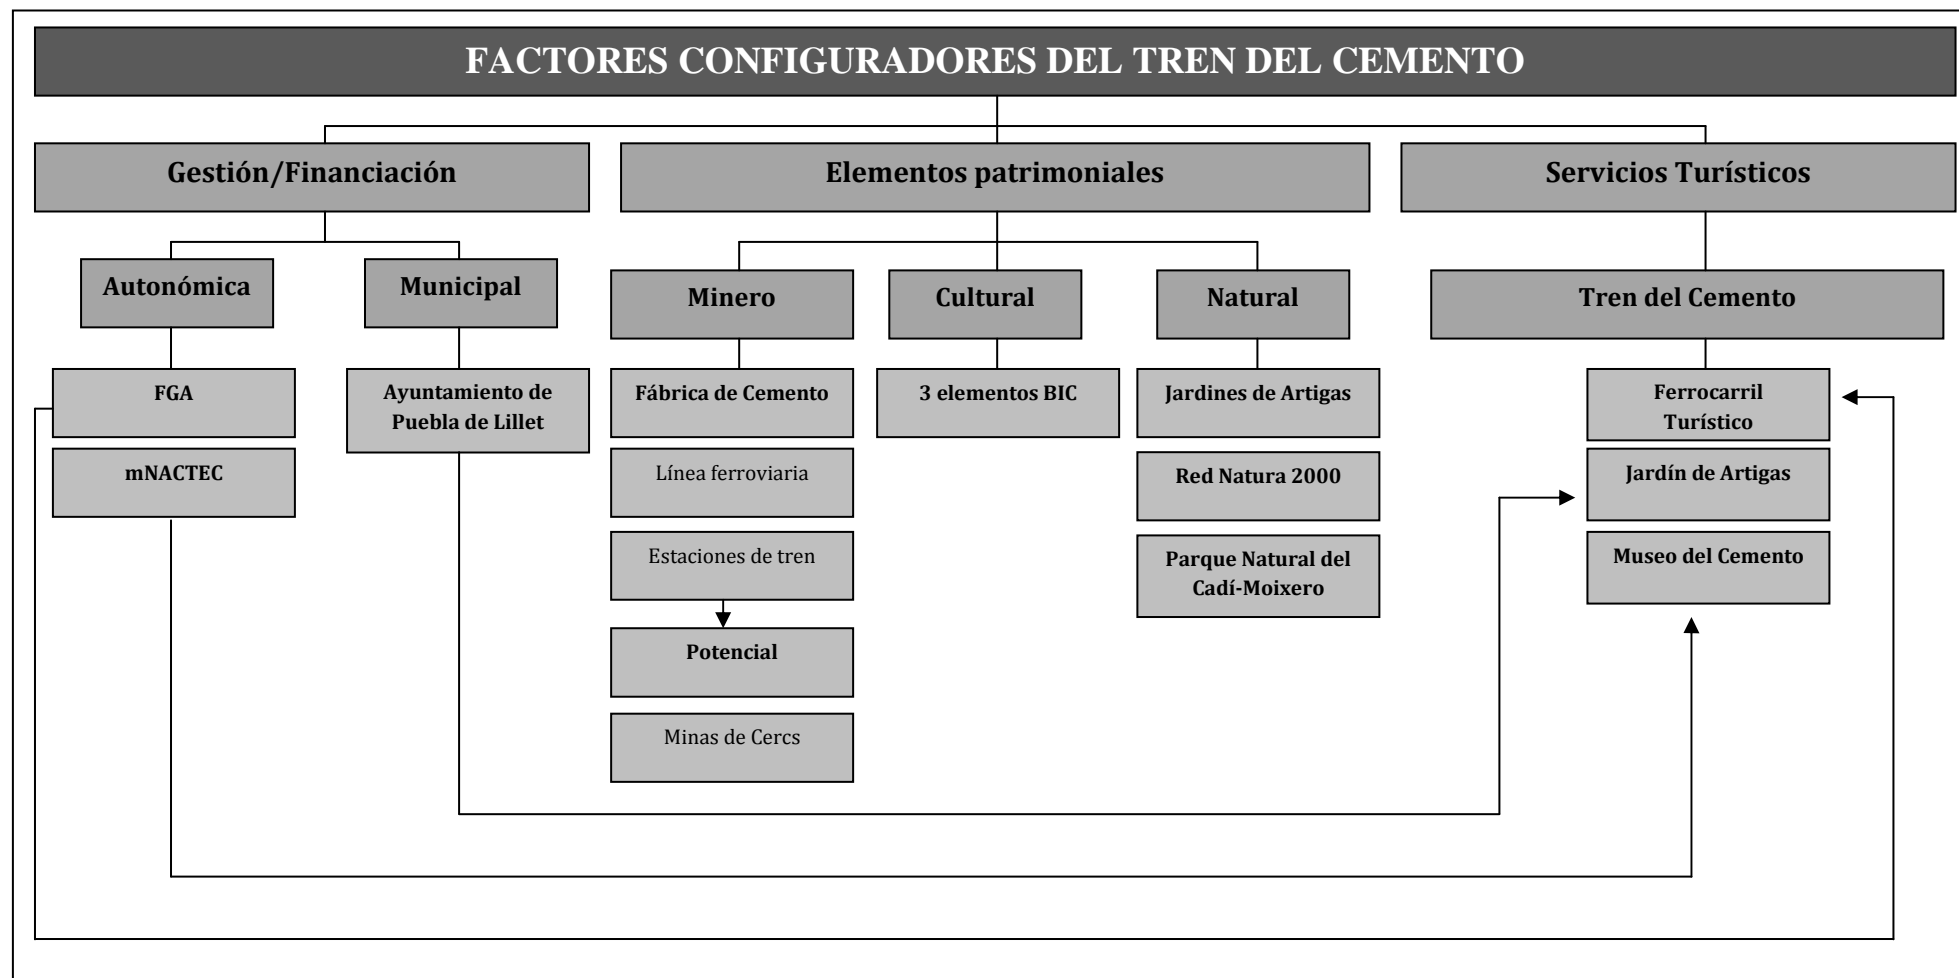 FACTORES CONFIGURADORES DEL TREN DEL CEMENTO
Gestión/Financiación
Elementos patrimoniales
Servicios Turísticos
Autonómica
Municipal
Minero
Cultural
Natural
Tren del Cemento
FGA
mNACTEC
Ayuntamiento de
Puebla de Lillet
Fábrica de Cemento
Línea ferroviaria
Estaciones de tren
Potencial
Minas de Cercs
3 elementos BIC
Jardines de Artigas
Red Natura 2000
Parque Natural del
Cadí-Moixero
Ferrocarril
Turístico
Jardín de Artigas
Museo del Cemento